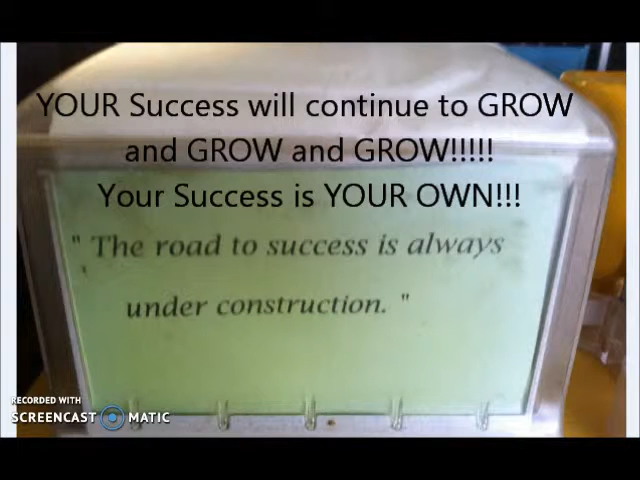 YOUR Success will continue to GROW
and GROW and GROW!!!!!
Your Success is YOUR OWN!!!
" The road to success is always
under construction. "
RECORDED WITH
SCREENCAST MATIC